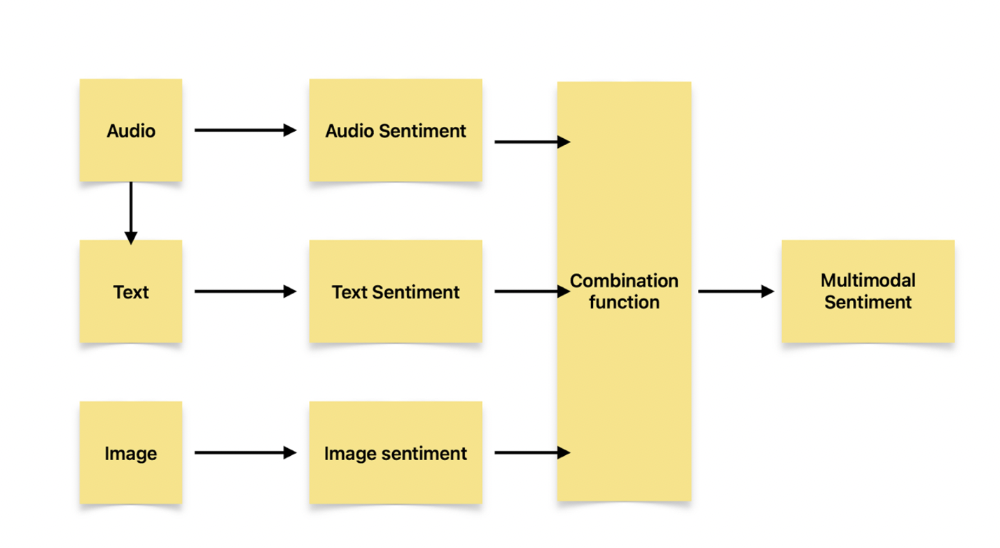 Audio
Audio Sentiment
Text
Text Sentiment
Combination
function
Multimodal
Sentiment
Image
Image sentiment